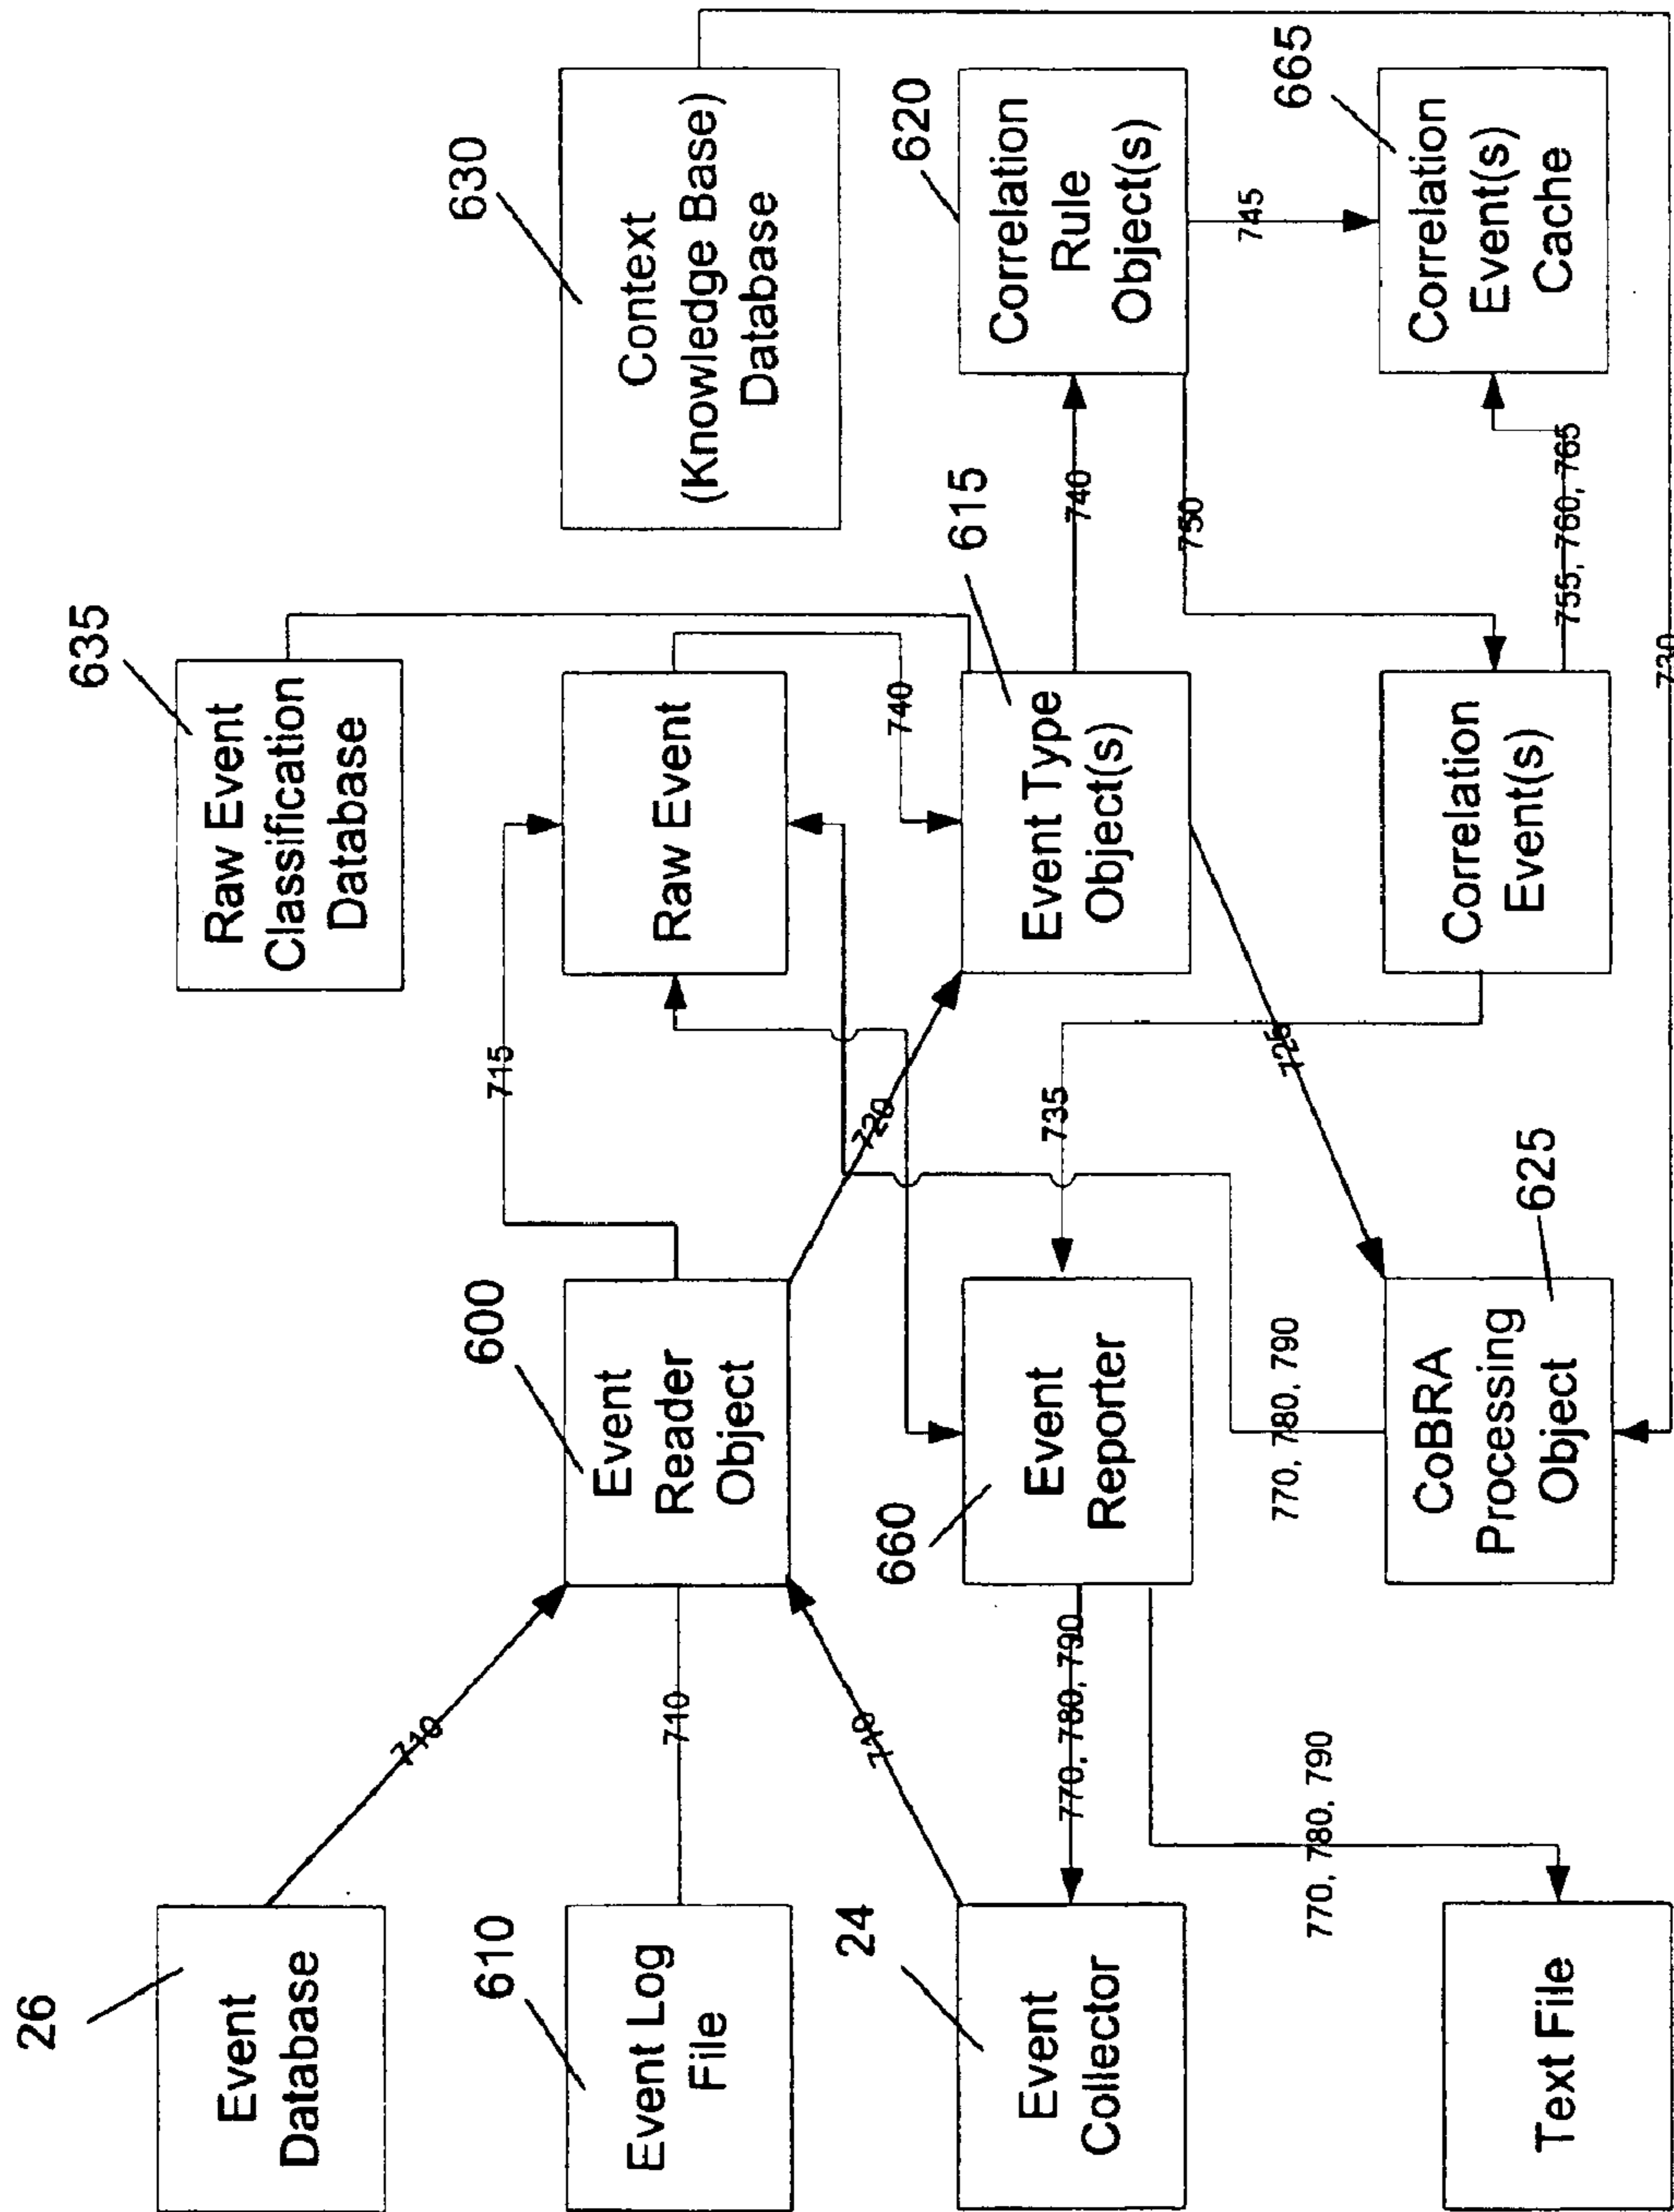 26
Event
Database
710
610
Event Log
File
710
24
Event
Collector
710
Text File
600
Event
Reader
Object
715
720
660
Event
Reporter
735
770, 780, 790
770, 780, 790
770, 780, 790
CoBRA
Processing
Object
625
635
Raw Event
Classification
Database
Raw Event
740
615
Event Type
Object(s)
740
725
Correlation
Event(s)
750
755, 760, 765
630
Context
(Knowledge Base)
Database
620
Correlation
Rule
Object(s)
745
665
Correlation
Event(s)
Cache
730